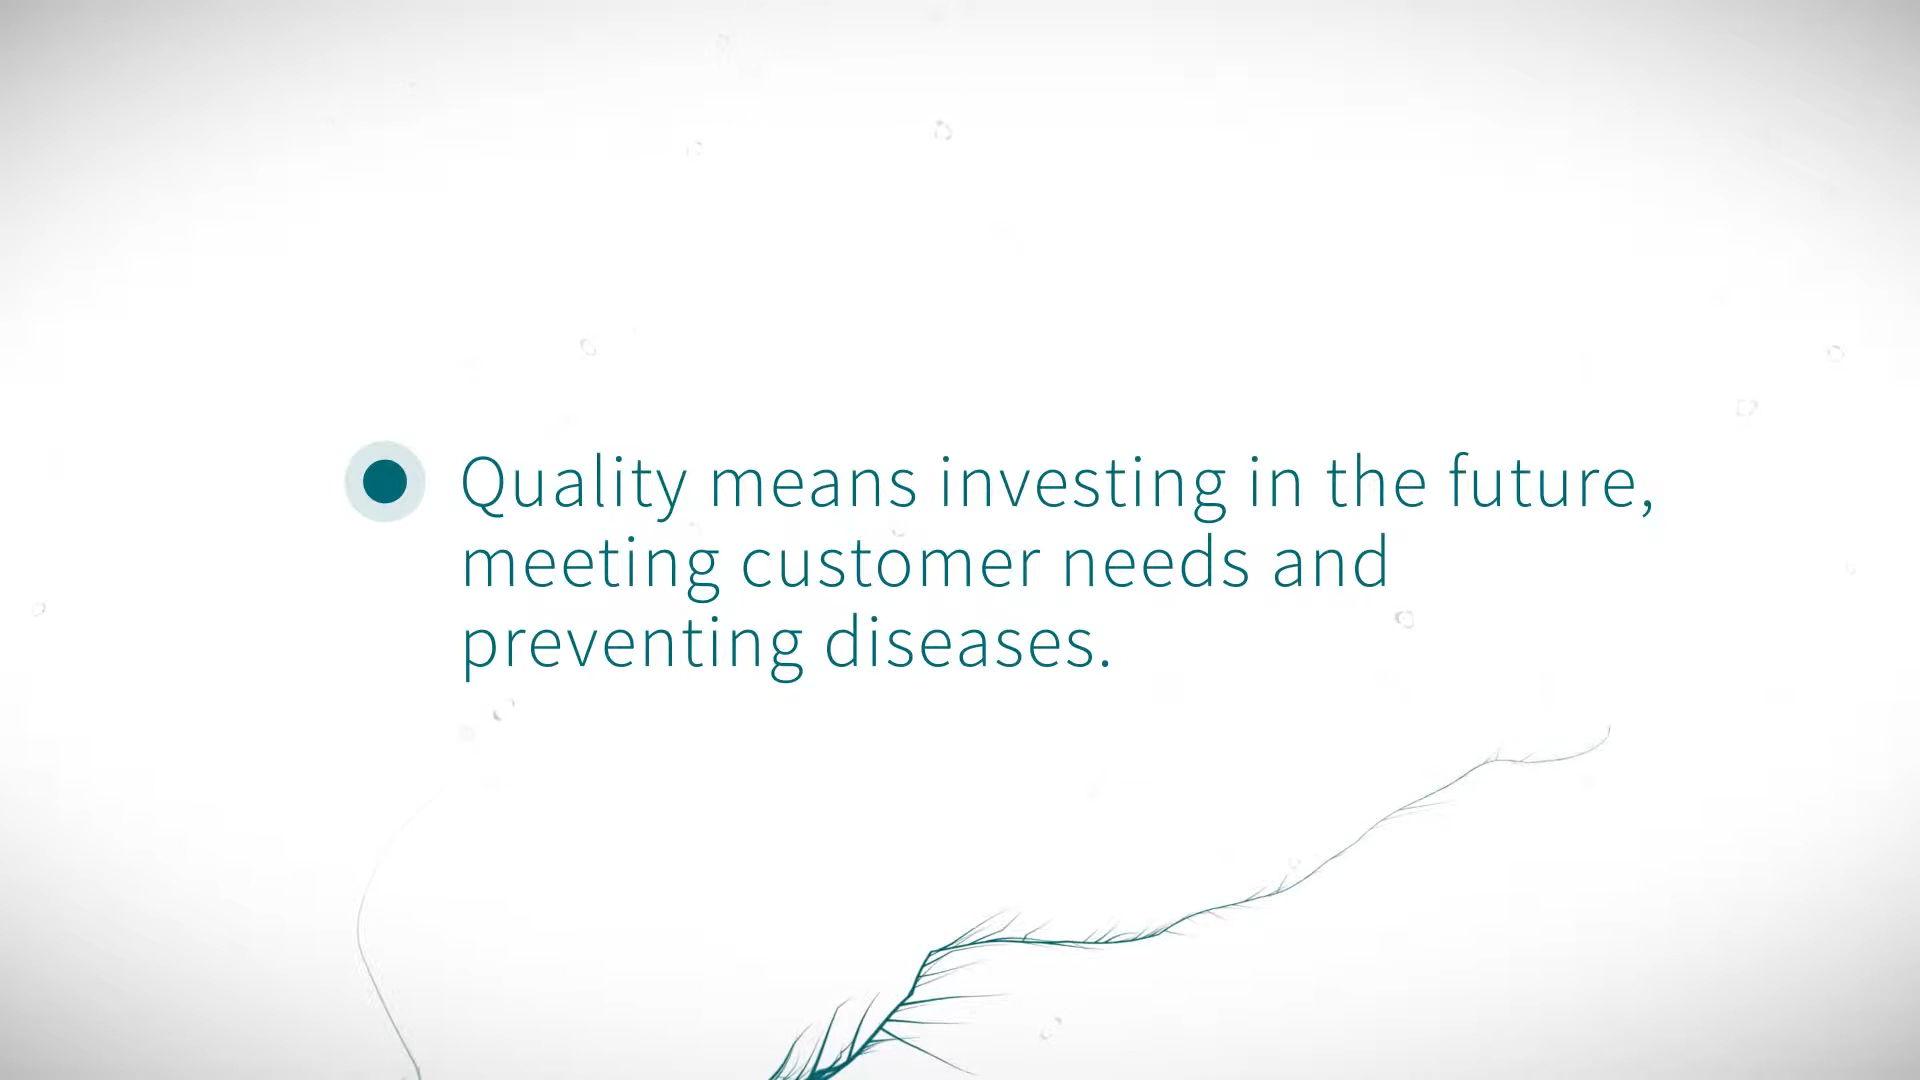 Quality means investing in the future,
meeting customer needs and
preventing diseases.